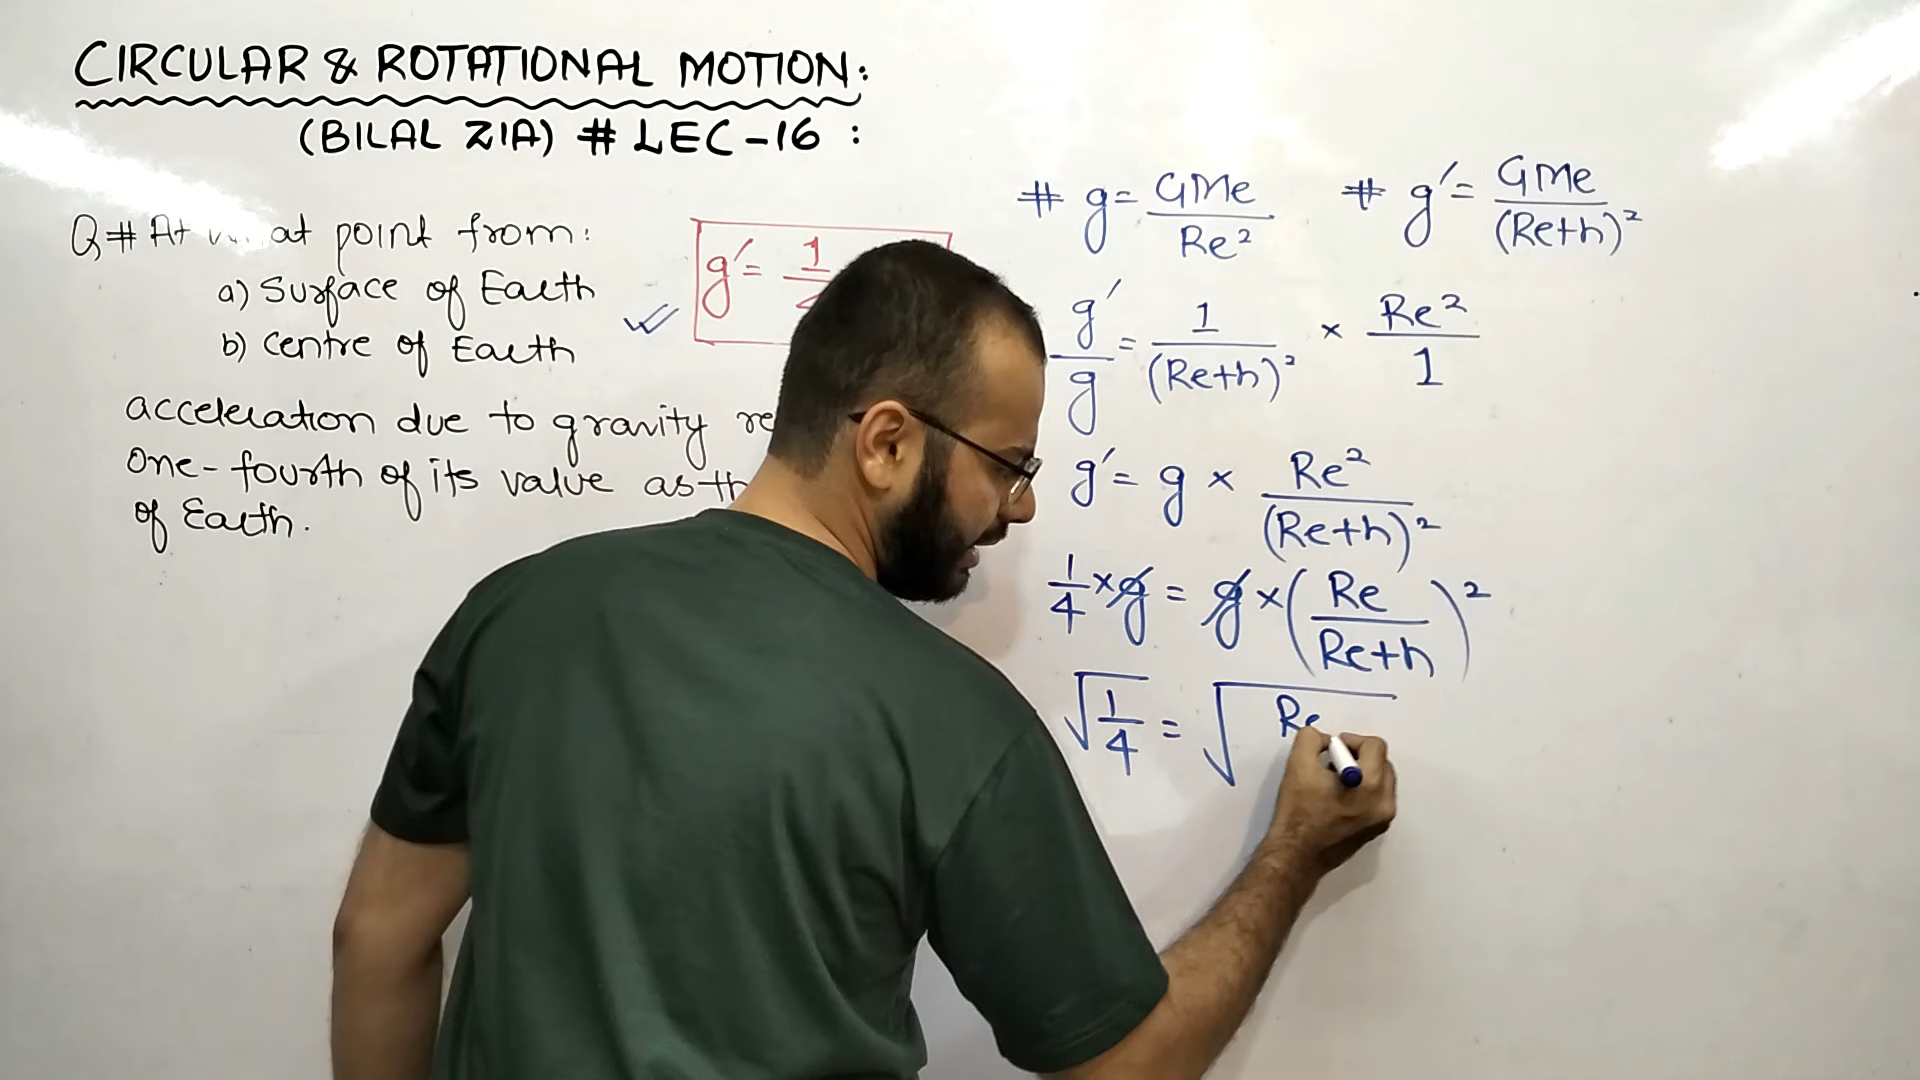 CIRCULAR & ROTATIONAL MOTION:
(BILAL ZIA) # LEC-16 :
Q# At what point from:
a) Surface of Earth
b) Centre of Earth
acceleration due to gravity
one-fourth of its value as
of Earth.
g′ = 1
# g = GMe/Re²
# g′ = GMe/(Re+h)²
g′/g = 1/(Re+h)² × Re²/1
g′ = g × Re²/(Re+h)²
1/4 × g = g × (Re/Re+h)²
√1/4 = √Re